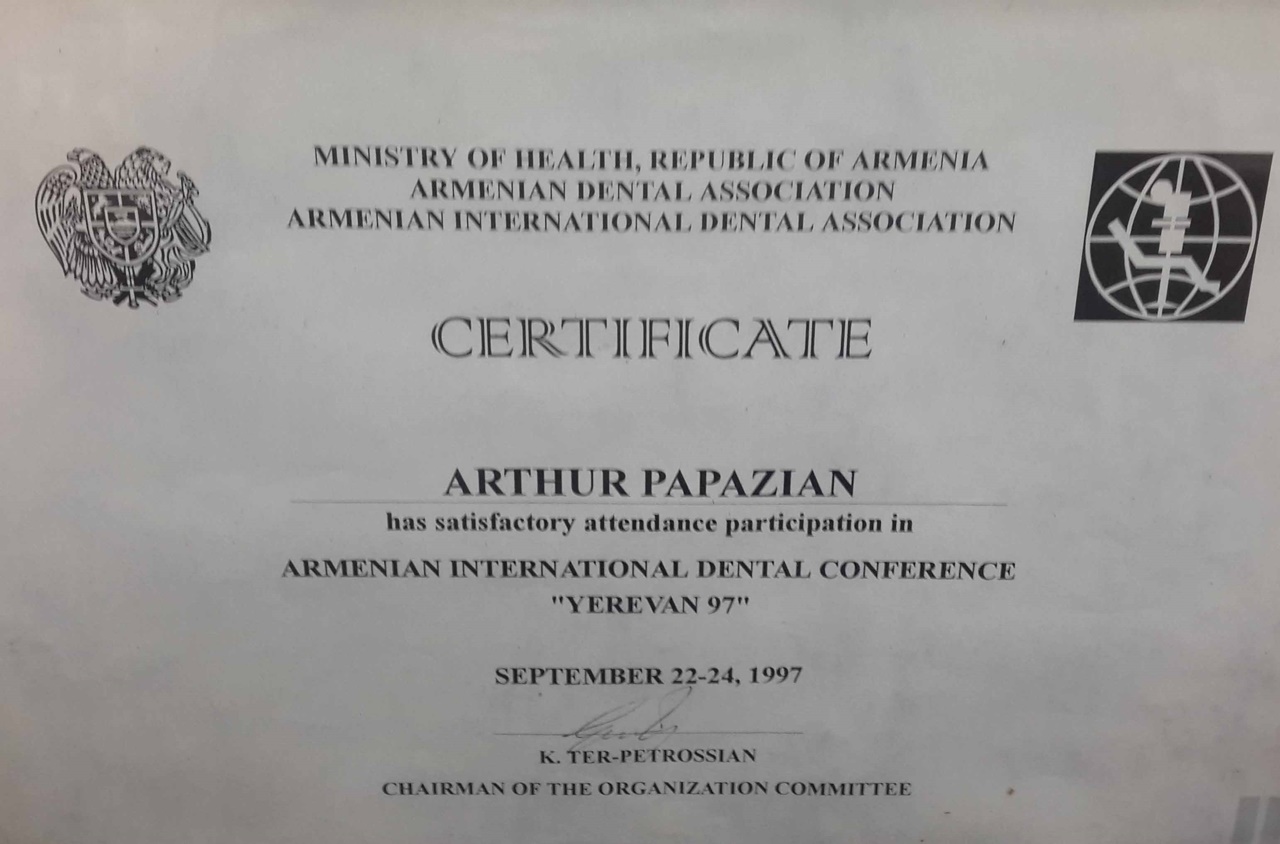 MINISTRY OF HEALTH, REPUBLIC OF ARMENIA
ARMENIAN DENTAL ASSOCIATION
ARMENIAN INTERNATIONAL DENTAL ASSOCIATION
CERTIFICATE
ARTHUR PAPAZIAN
has satisfactory attendance participation in
ARMENIAN INTERNATIONAL DENTAL CONFERENCE
"YEREVAN 97"
SEPTEMBER 22-24, 1997
K. TER-PETROSSIAN
CHAIRMAN OF THE ORGANIZATION COMMITTEE